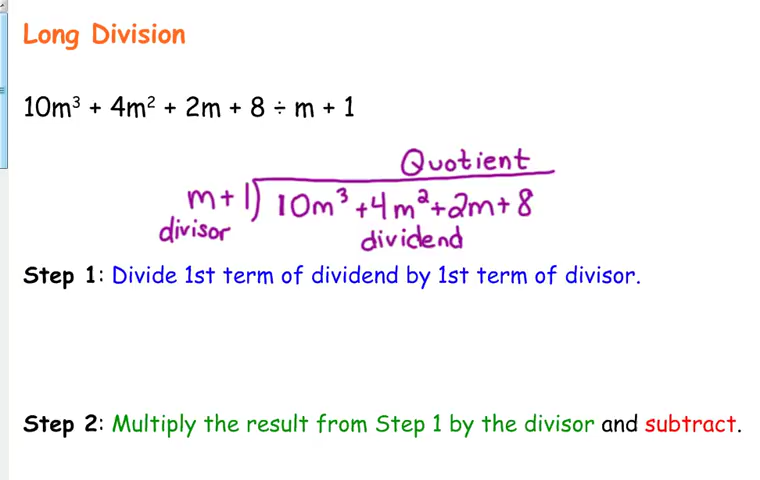 Long Division
10m³ + 4m² + 2m + 8 ÷ m + 1
Quotient
m + 1) 10m³ + 4m² + 2m + 8
divisor dividend
Step 1: Divide 1st term of dividend by 1st term of divisor.
Step 2: Multiply the result from Step 1 by the divisor and subtract.